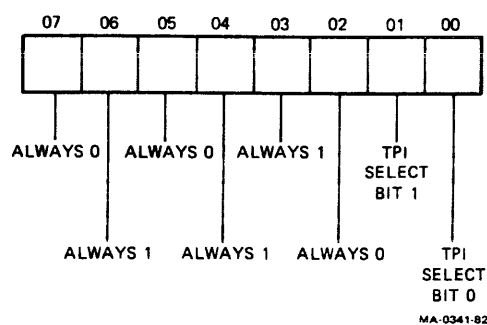 07 06 05 04 03 02 01 00
ALWAYS 0 ALWAYS 0 ALWAYS 1 TPI
SELECT
BIT 1
ALWAYS 1 ALWAYS 1 ALWAYS 0 TPI
SELECT
BIT 0
MA-0341-82